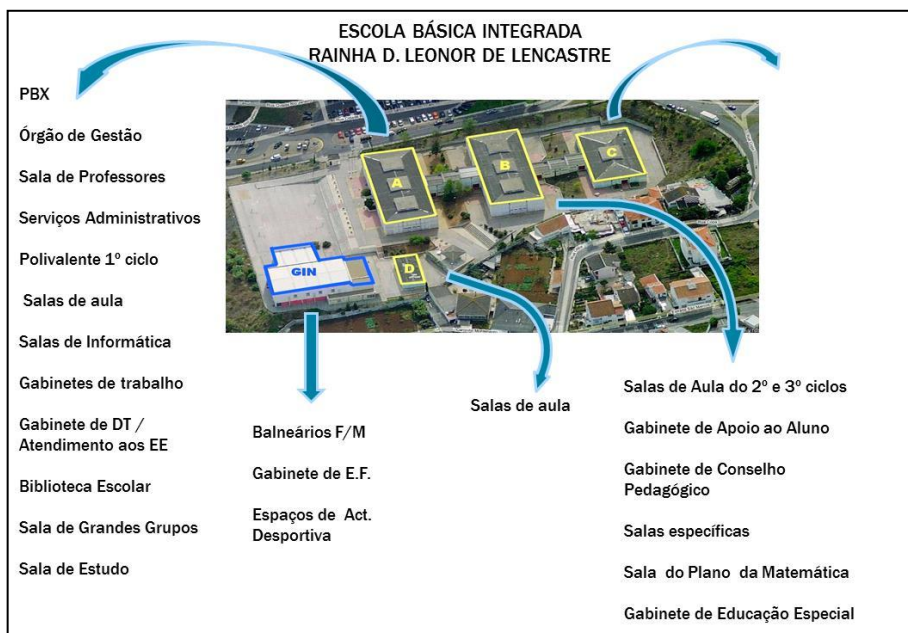 ESCOLA BÁSICA INTEGRADA
RAINHA D. LEONOR DE LENCASTRE
PBX
Órgão de Gestão
Sala de Professores
Serviços Administrativos
Polivalente 1º ciclo
Salas de aula
Salas de Informática
Gabinetes de trabalho
Gabinete de DT /
Atendimento aos EE
Biblioteca Escolar
Sala de Grandes Grupos
Sala de Estudo
A
B
C
D
GIN
Balneários F/M
Gabinete de E.F.
Espaços de Act.
Desportiva
Salas de aula
Salas de Aula do 2º e 3º ciclos
Gabinete de Apoio ao Aluno
Gabinete de Conselho
Pedagógico
Salas específicas
Sala do Plano da Matemática
Gabinete de Educação Especial